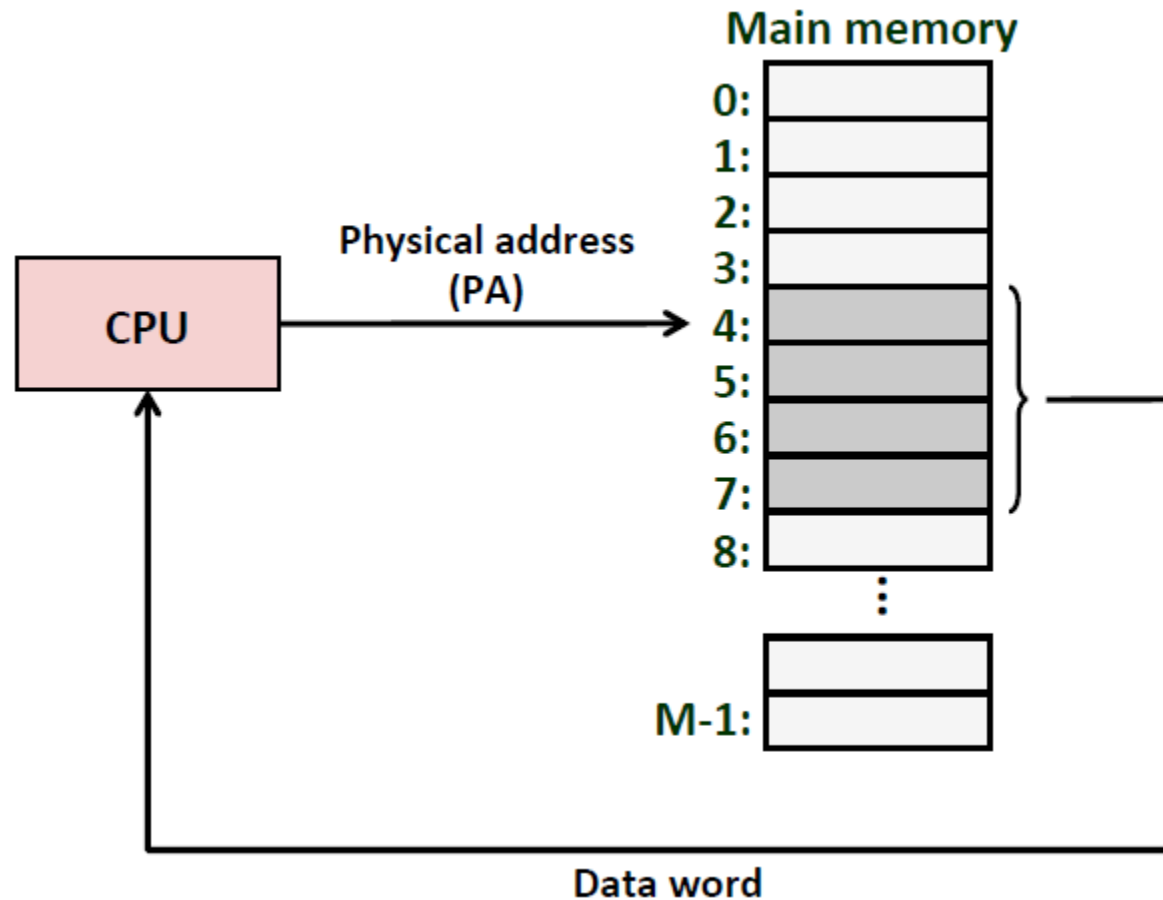 Main memory
0:
1:
2:
Physical address
(PA)
3:
CPU
4:
5:
6:
7:
8:
⋮
M-1:
Data word